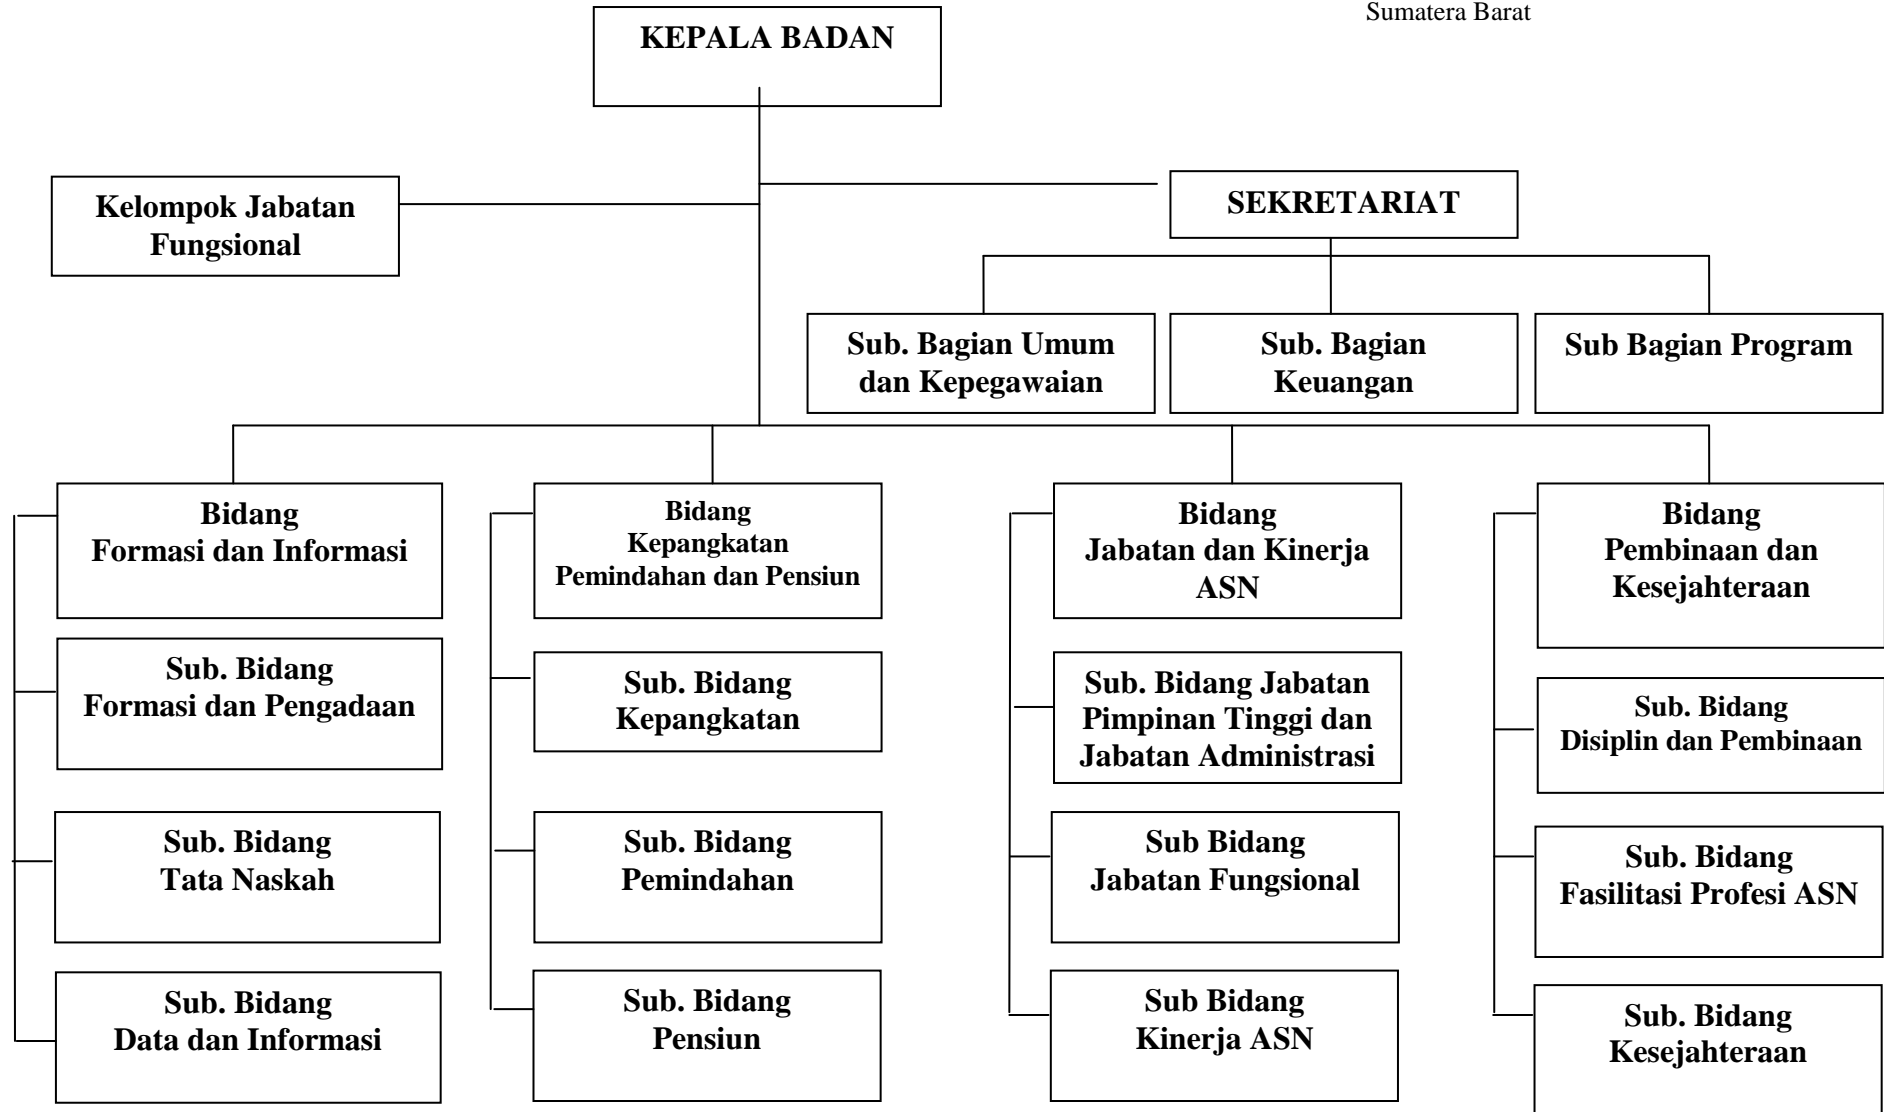 Sumatera Barat
KEPALA BADAN
Kelompok Jabatan
Fungsional
SEKRETARIAT
Sub. Bagian Umum
dan Kepegawaian
Sub. Bagian
Keuangan
Sub Bagian Program
Bidang
Formasi dan Informasi
Bidang
Kepangkatan
Pemindahan dan Pensiun
Bidang
Jabatan dan Kinerja
ASN
Bidang
Pembinaan dan
Kesejahteraan
Sub. Bidang
Formasi dan Pengadaan
Sub. Bidang
Kepangkatan
Sub. Bidang Jabatan
Pimpinan Tinggi dan
Jabatan Administrasi
Sub. Bidang
Disiplin dan Pembinaan
Sub. Bidang
Tata Naskah
Sub. Bidang
Pemindahan
Sub Bidang
Jabatan Fungsional
Sub. Bidang
Fasilitasi Profesi ASN
Sub. Bidang
Data dan Informasi
Sub. Bidang
Pensiun
Sub Bidang
Kinerja ASN
Sub. Bidang
Kesejahteraan